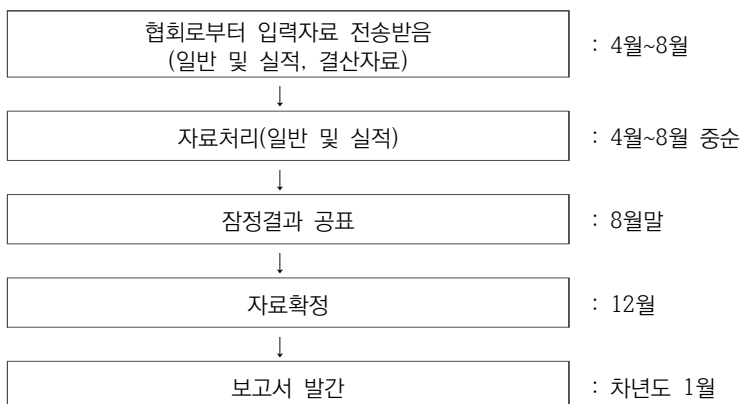 협회로부터 입력자료 전송받음
(일반 및 실적, 결산자료)
: 4월~8월
↓
자료처리(일반 및 실적)
: 4월~8월 중순
↓
잠정결과 공표
: 8월말
↓
자료확정
: 12월
↓
보고서 발간
: 차년도 1월